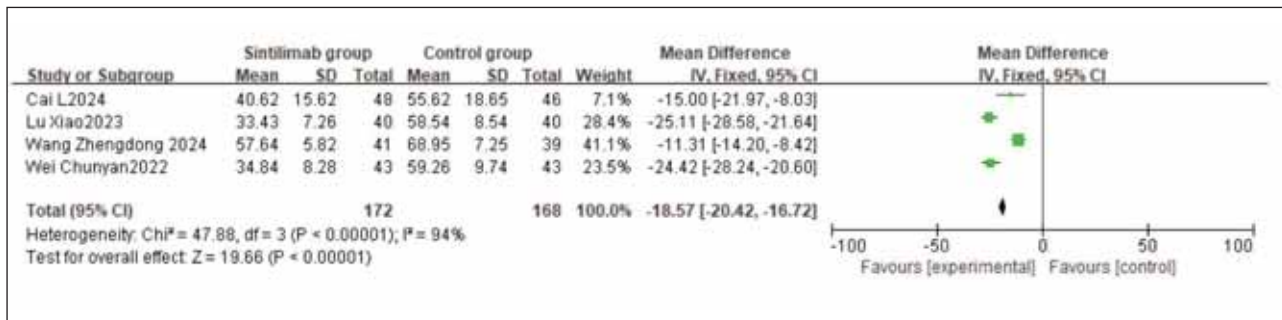 Sintilimab group Control group Mean Difference Mean Difference
Study or Subgroup Mean SD Total Mean SD Total Weight IV, Fixed, 95% CI IV, Fixed, 95% CI
Cai L2024 40.62 15.62 48 55.62 18.65 46 7.1% -15.00 [-21.97, -8.03]
Lu Xiao2023 33.43 7.26 40 58.54 8.54 40 28.4% -25.11 [-28.58, -21.64]
Wang Zhengdong 2024 57.64 5.82 41 68.95 7.25 39 41.1% -11.31 [-14.20, -8.42]
Wei Chunyan2022 34.84 8.28 43 59.26 9.74 43 23.5% -24.42 [-28.24, -20.60]
Total (95% CI) 172 168 100.0% -18.57 [-20.42, -16.72]
Heterogeneity: Chi² = 47.88, df = 3 (P < 0.00001); I² = 94%
Test for overall effect: Z = 19.66 (P < 0.00001)
-100 -50 0 50 100
Favours [experimental] Favours [control]